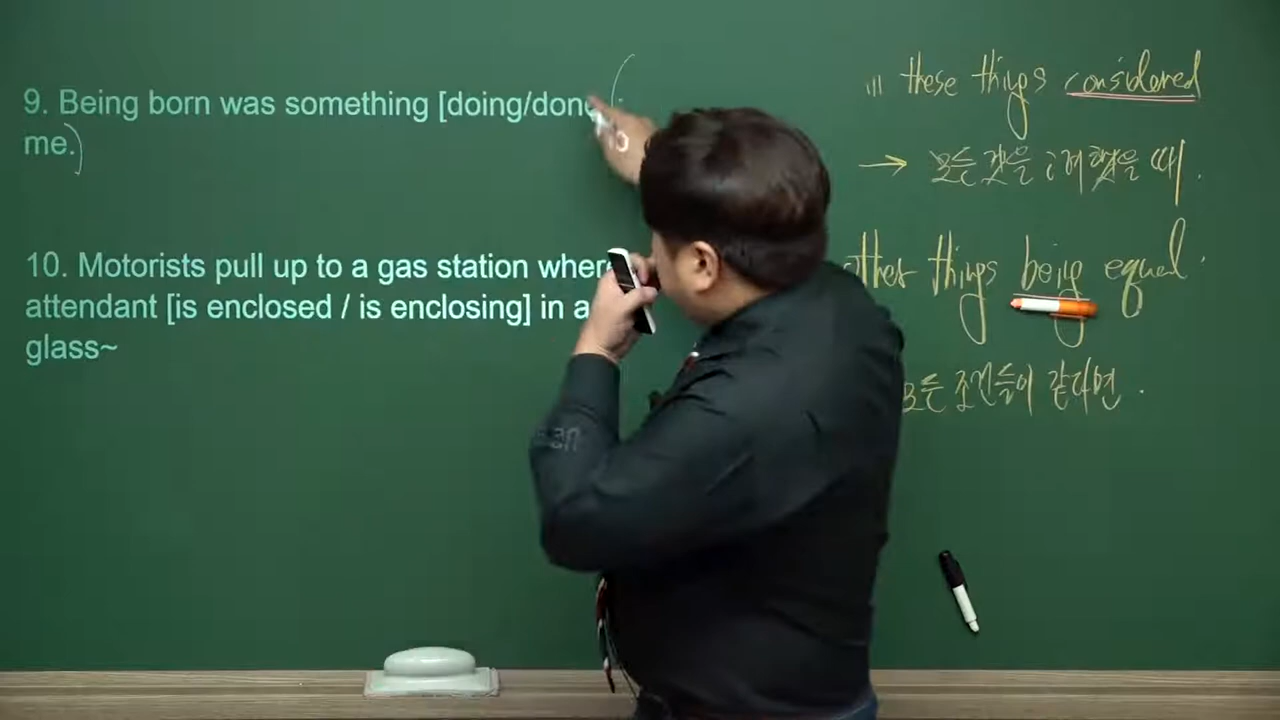 9. Being born was something [doing/done
me.)
10. Motorists pull up to a gas station where
attendant [is enclosed / is enclosing] in a
glass~
these things considered
→ 모든 것을 고려했을 때.
other things being equal.
모든 조건들이 같다면.